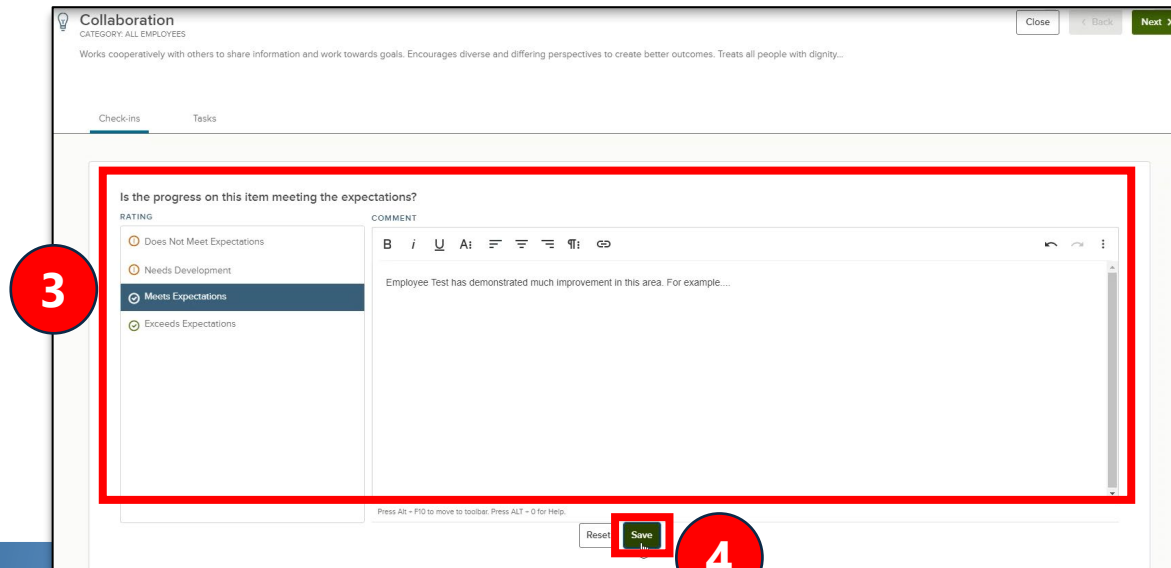 Collaboration
CATEGORY: ALL EMPLOYEES
Close
Back
Next
Works cooperatively with others to share information and work towards goals. Encourages diverse and differing perspectives to create better outcomes. Treats all people with dignity...
Check-ins Tasks
Is the progress on this item meeting the expectations?
RATING
COMMENT
Does Not Meet Expectations
Needs Development
Meets Expectations
Exceeds Expectations
B i U A
Employee Test has demonstrated much improvement in this area. For example....
3
Press Alt + F10 to move to toolbar. Press ALT + 0 for Help.
Reset Save
4